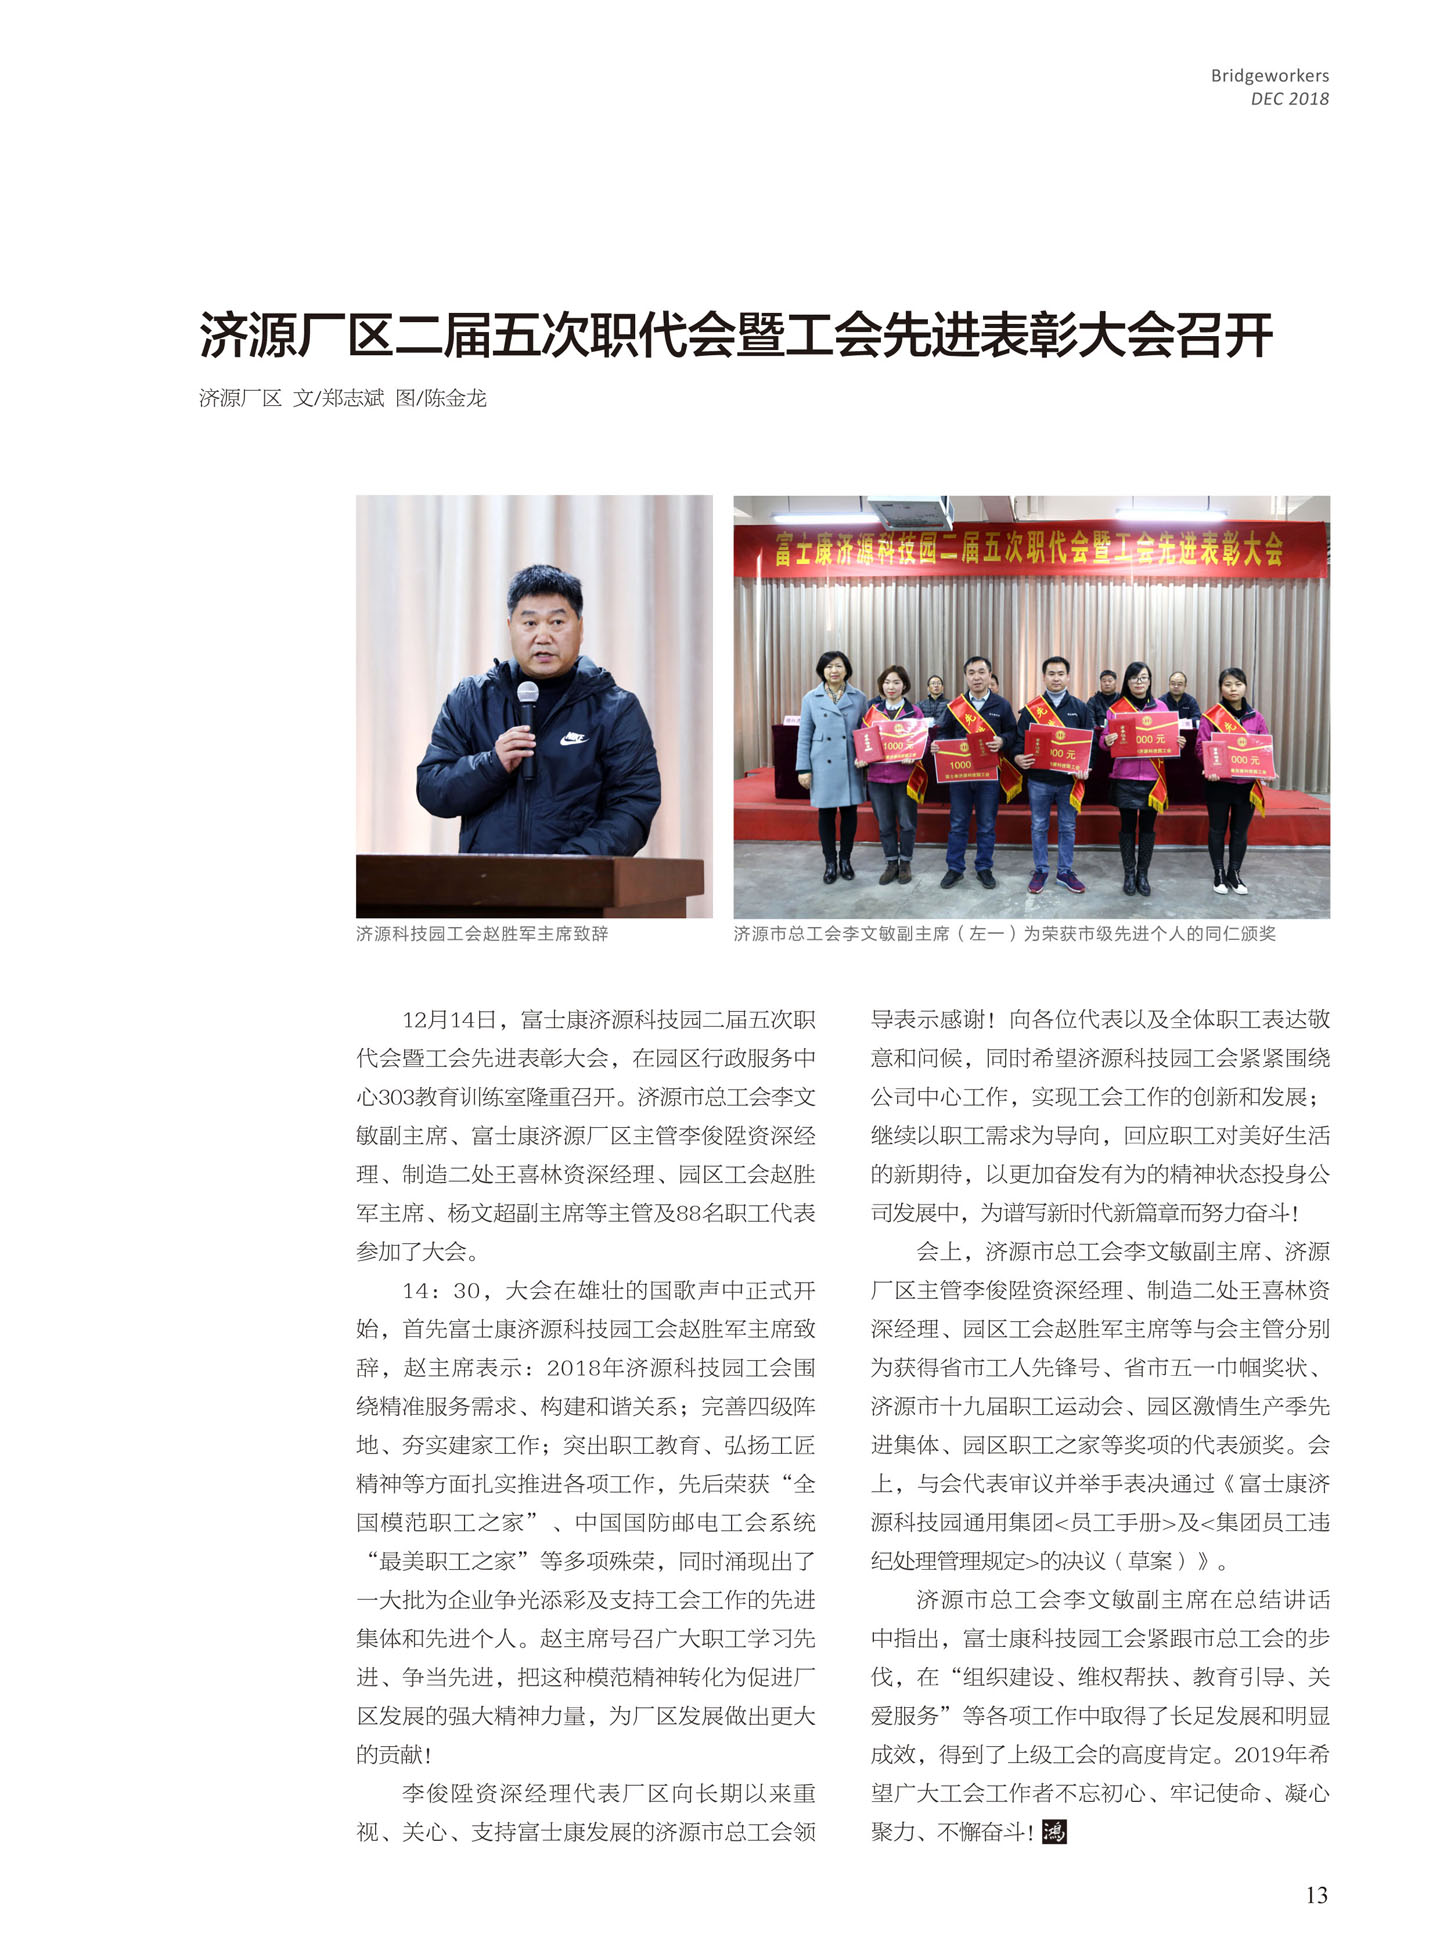 Bridgeworkers
DEC 2018
济源厂区二届五次职代会暨工会先进表彰大会召开
济源厂区 文/郑志斌 图/陈金龙
富士康济源科技园二届五次职代会暨工会先进表彰大会
济源科技园工会赵胜军主席致辞
济源市总工会李文敏副主席（左一）为荣获市级先进个人的同仁颁奖
12月14日，富士康济源科技园二届五次职
代会暨工会先进表彰大会，在园区行政服务中
心303教育训练室隆重召开。济源市总工会李文
敏副主席、富士康济源厂区主管李俊陞资深经
理、制造二处王喜林资深经理、园区工会赵胜
军主席、杨文超副主席等主管及88名职工代表
参加了大会。
14：30，大会在雄壮的国歌声中正式开
始，首先富士康济源科技园工会赵胜军主席致
辞，赵主席表示：2018年济源科技园工会围
绕精准服务需求、构建和谐关系；完善四级阵
地、夯实建家工作；突出职工教育、弘扬工匠
精神等方面扎实推进各项工作，先后荣获“全
国模范职工之家”、中国国防邮电工会系统
“最美职工之家”等多项殊荣，同时涌现出了
一大批为企业争光添彩及支持工会工作的先进
集体和先进个人。赵主席号召广大职工学习先
进、争当先进，把这种模范精神转化为促进厂
区发展的强大精神力量，为厂区发展做出更大
的贡献！
李俊陞资深经理代表厂区向长期以来重
视、关心、支持富士康发展的济源市总工会领
导表示感谢！向各位代表以及全体职工表达敬
意和问候，同时希望济源科技园工会紧紧围绕
公司中心工作，实现工会工作的创新和发展；
继续以职工需求为导向，回应职工对美好生活
的新期待，以更加奋发有为的精神状态投身公
司发展中，为谱写新时代新篇章而努力奋斗！
会上，济源市总工会李文敏副主席、济源
厂区主管李俊陞资深经理、制造二处王喜林资
深经理、园区工会赵胜军主席等与会主管分别
为获得省市工人先锋号、省市五一巾帼奖状、
济源市十九届职工运动会、园区激情生产季先
进集体、园区职工之家等奖项的代表颁奖。会
上，与会代表审议并举手表决通过《富士康济
源科技园通用集团<员工手册>及<集团员工违
纪处理管理规定>的决议（草案）》。
济源市总工会李文敏副主席在总结讲话
中指出，富士康科技园工会紧跟市总工会的步
伐，在“组织建设、维权帮扶、教育引导、关
爱服务”等各项工作中取得了长足发展和明显
成效，得到了上级工会的高度肯定。2019年希
望广大工会工作者不忘初心、牢记使命、凝心
聚力、不懈奋斗！鸿
13